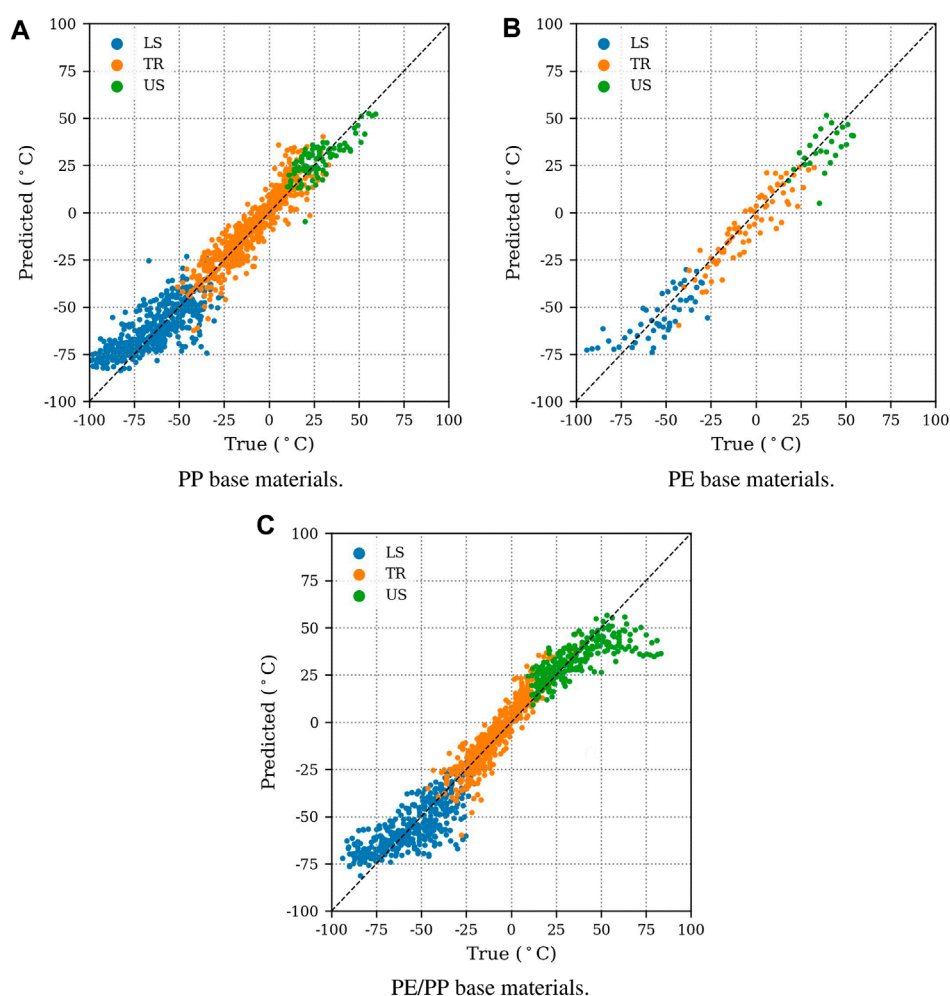 A
100
75
50
25
0
-25
-50
-75
-100
Predicted (°C)
LS
TR
US
-100 -75 -50 -25 0 25 50 75 100
True (°C)
PP base materials.
B
100
75
50
25
0
-25
-50
-75
-100
Predicted (°C)
LS
TR
US
-100 -75 -50 -25 0 25 50 75 100
True (°C)
PE base materials.
C
100
75
50
25
0
-25
-50
-75
-100
Predicted (°C)
LS
TR
US
-100 -75 -50 -25 0 25 50 75 100
True (°C)
PE/PP base materials.